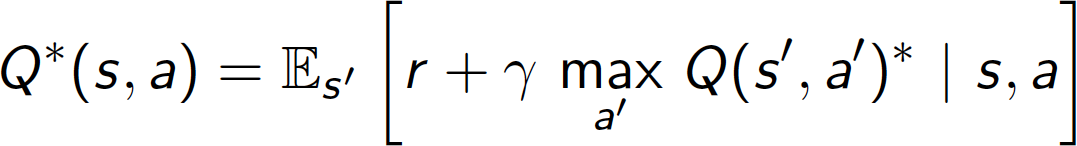 Q*(s, a) = 𝔼_{s′} [r + γ max_{a′} Q(s′, a′)* | s, a]